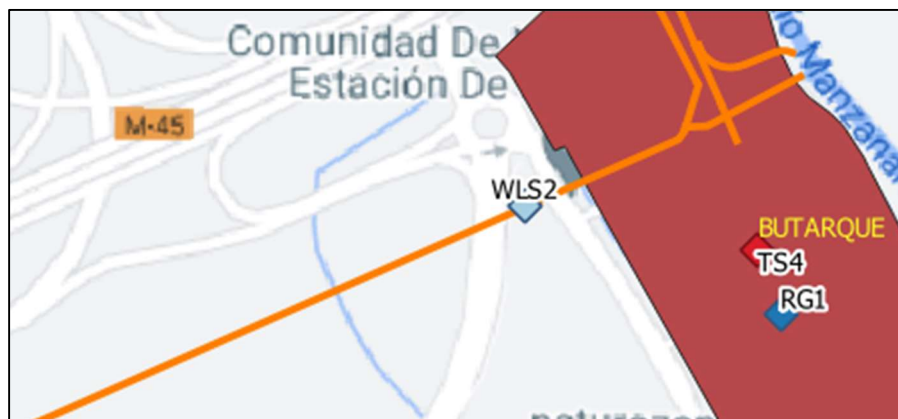 Comunidad De
Estación De
M-45
WLS2
BUTARQUE
TS4
RG1